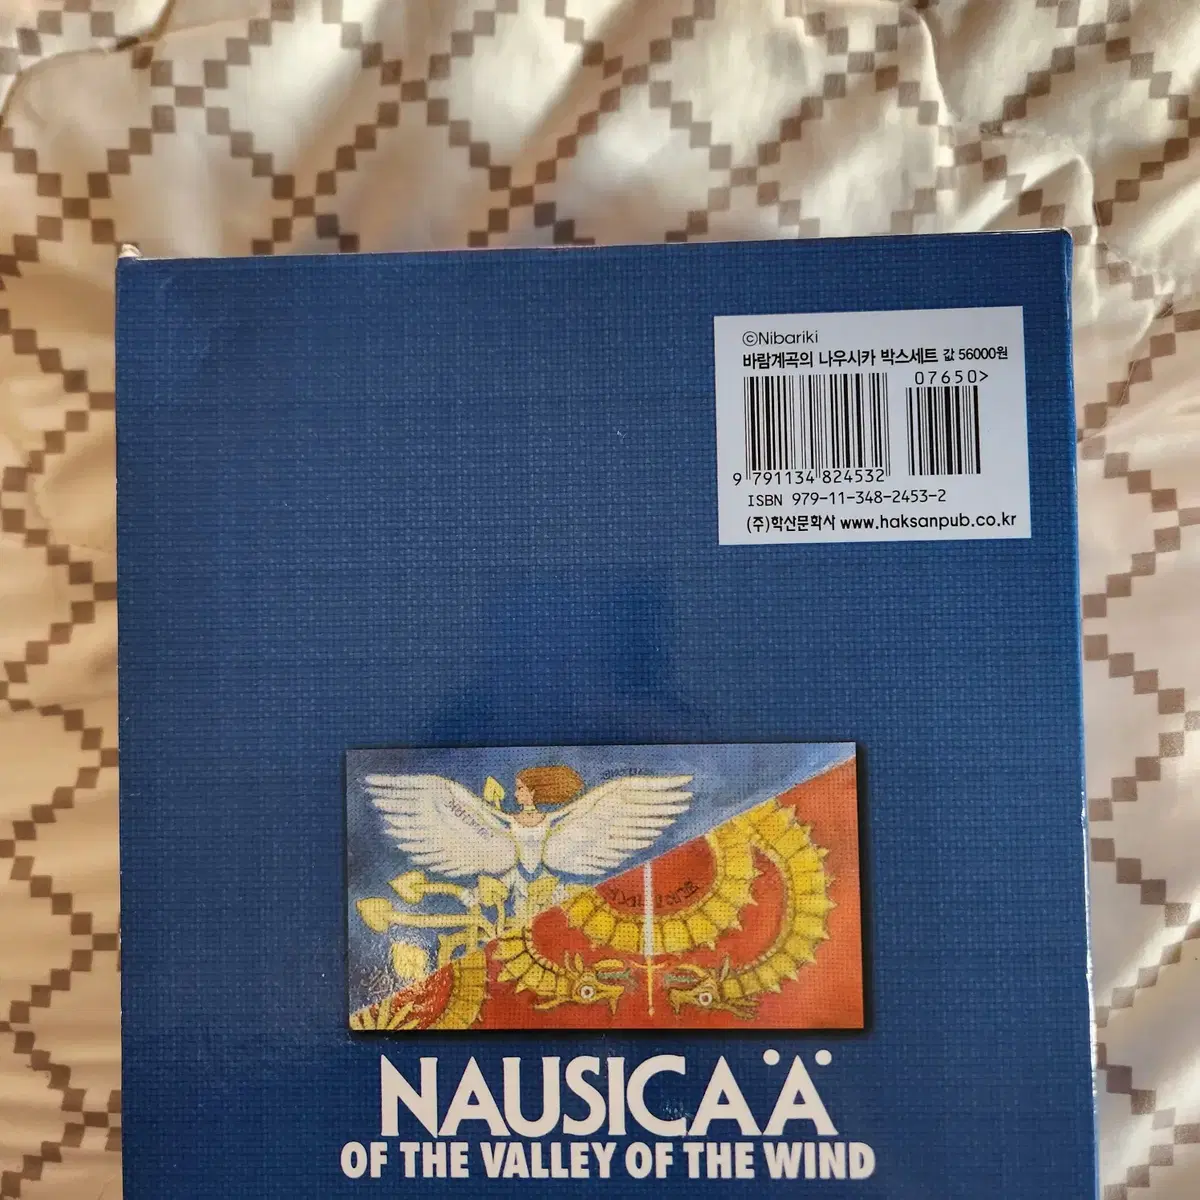 ©Nibariki
바람계곡의 나우시카 박스세트 값 56000원
07650>
9 791134 824532
ISBN 979-11-348-2453-2
(주)학산문화사 www.haksanpub.co.kr
NAUSICAÄ
OF THE VALLEY OF THE WIND